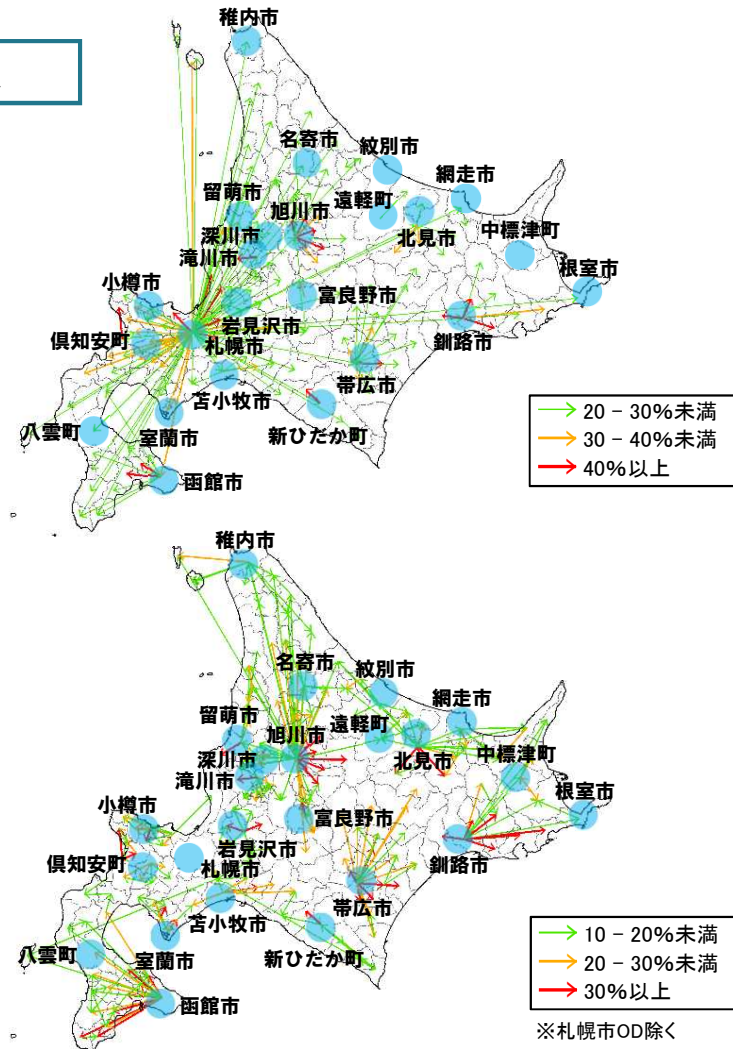 稚内市
名寄市
紋別市
網走市
留萌市
旭川市
遠軽町
深川市
北見市
中標津町
滝川市
根室市
小樽市
富良野市
岩見沢市
釧路市
倶知安町
札幌市
帯広市
苫小牧市
八雲町
室蘭市
新ひだか町
函館市
20－30%未満
30－40%未満
40%以上
稚内市
名寄市
紋別市
網走市
留萌市
旭川市
遠軽町
深川市
北見市
中標津町
滝川市
根室市
小樽市
富良野市
岩見沢市
釧路市
倶知安町
札幌市
帯広市
苫小牧市
八雲町
室蘭市
新ひだか町
函館市
10－20%未満
20－30%未満
30%以上
※札幌市OD除く